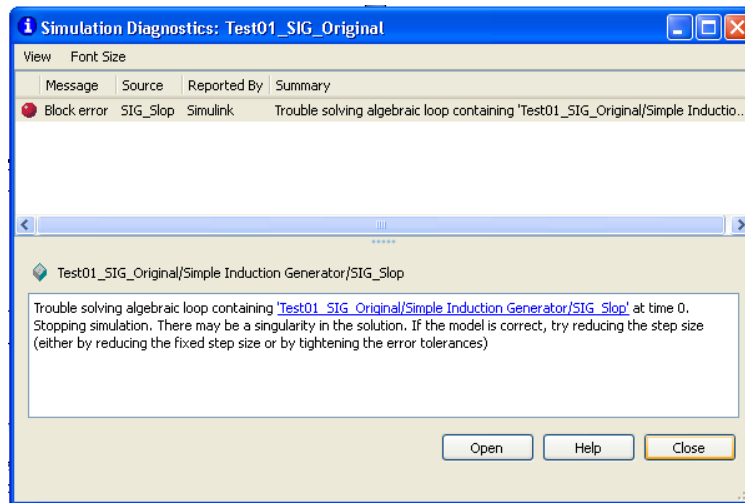 Simulation Diagnostics: Test01_SIG_Original
View Font Size
Message Source Reported By Summary
Block error SIG_Slop Simulink Trouble solving algebraic loop containing 'Test01_SIG_Original/Simple Inductio...
Test01_SIG_Original/Simple Induction Generator/SIG_Slop
Trouble solving algebraic loop containing 'Test01_SIG_Original/Simple Induction Generator/SIG_Slop' at time 0.
Stopping simulation. There may be a singularity in the solution. If the model is correct, try reducing the step size
(either by reducing the fixed step size or by tightening the error tolerances)
Open Help Close